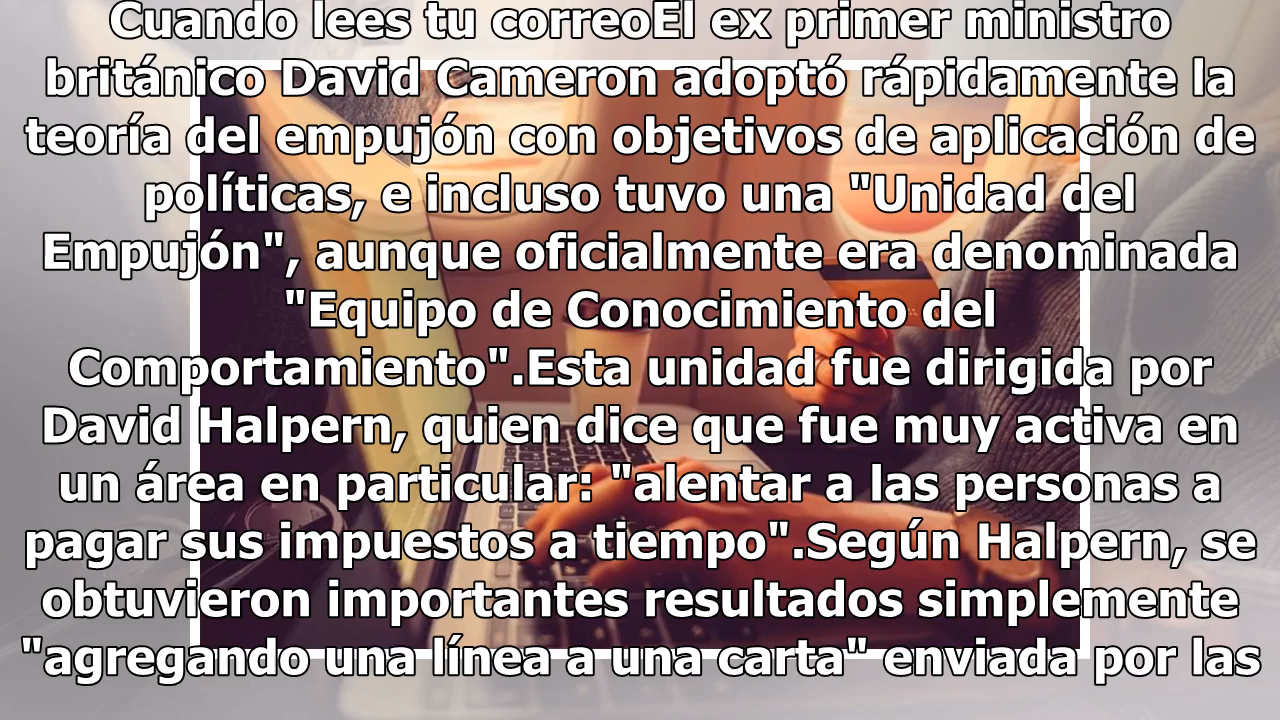 Cuando lees tu correoEl ex primer ministro
británico David Cameron adoptó rápidamente la
teoría del empujón con objetivos de aplicación de
políticas, e incluso tuvo una "Unidad del
Empujón", aunque oficialmente era denominada
"Equipo de Conocimiento del
Comportamiento".Esta unidad fue dirigida por
David Halpern, quien dice que fue muy activa en
un área en particular: "alentar a las personas a
pagar sus impuestos a tiempo".Según Halpern, se
obtuvieron importantes resultados simplemente
"agregando una línea a una carta" enviada por las